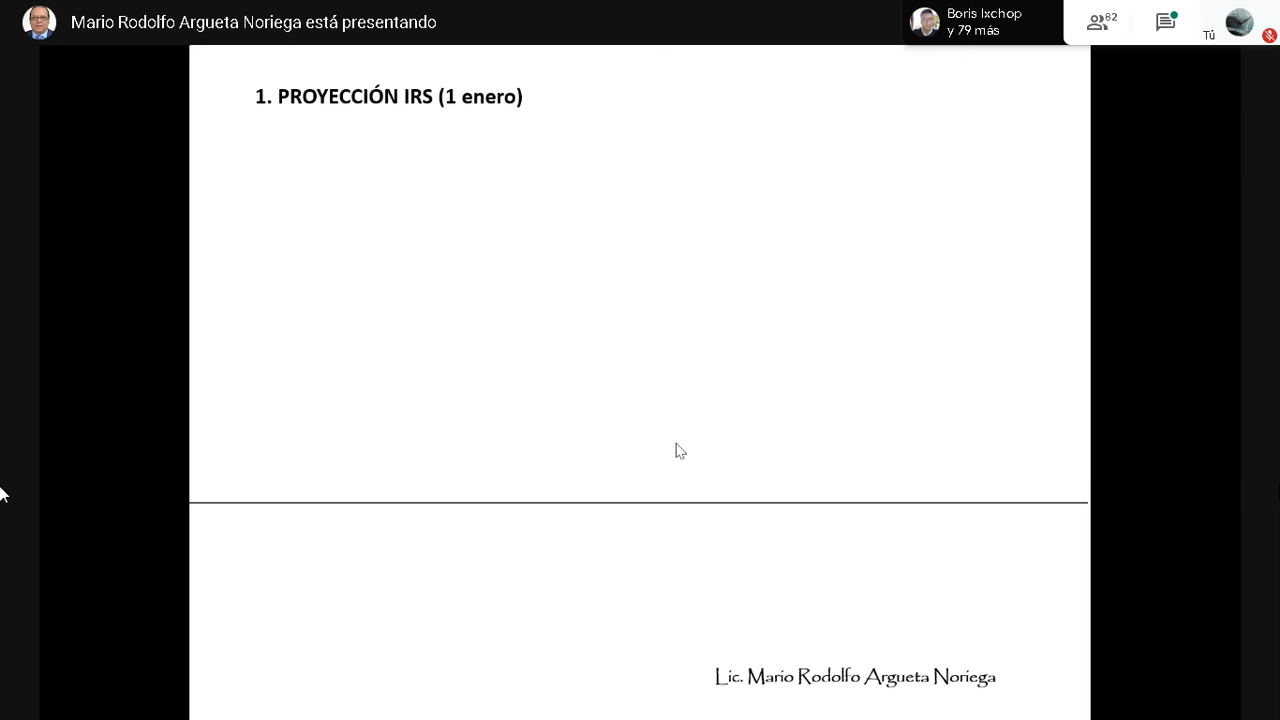 Mario Rodolfo Argueta Noriega está presentando
Boris Ixchop
y 79 más
82
Tú
1. PROYECCIÓN IRS (1 enero)
Lic. Mario Rodolfo Argueta Noriega